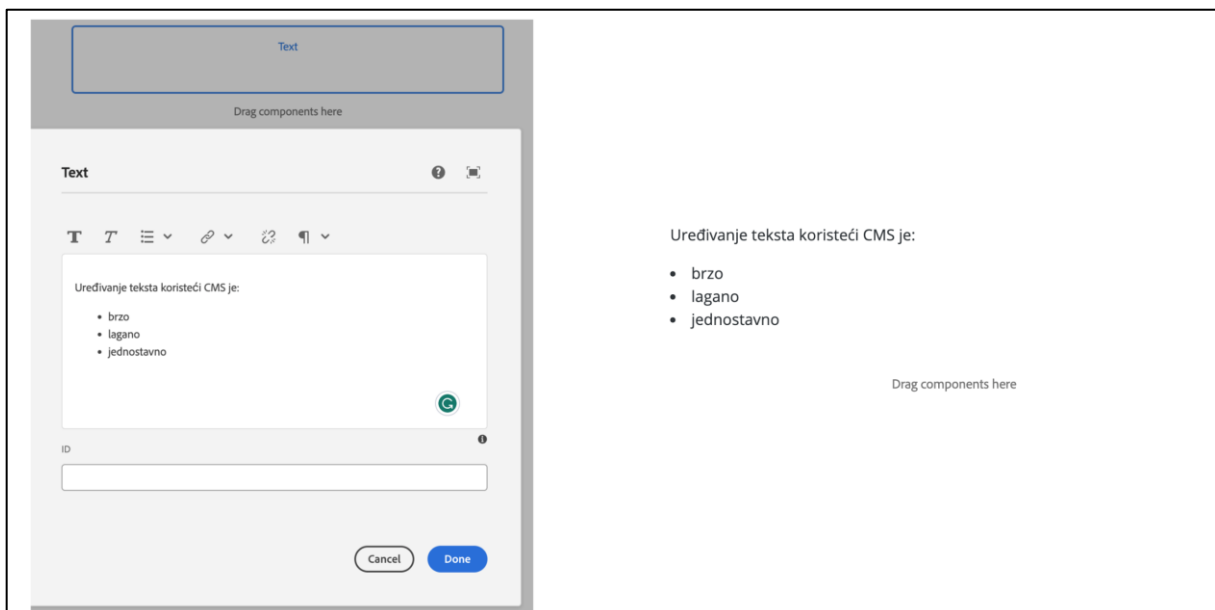 Text
Drag components here
Text
T T
Uređivanje teksta koristeći CMS je:
• brzo
• lagano
• jednostavno
ID
Cancel Done
Uređivanje teksta koristeći CMS je:
• brzo
• lagano
• jednostavno
Drag components here